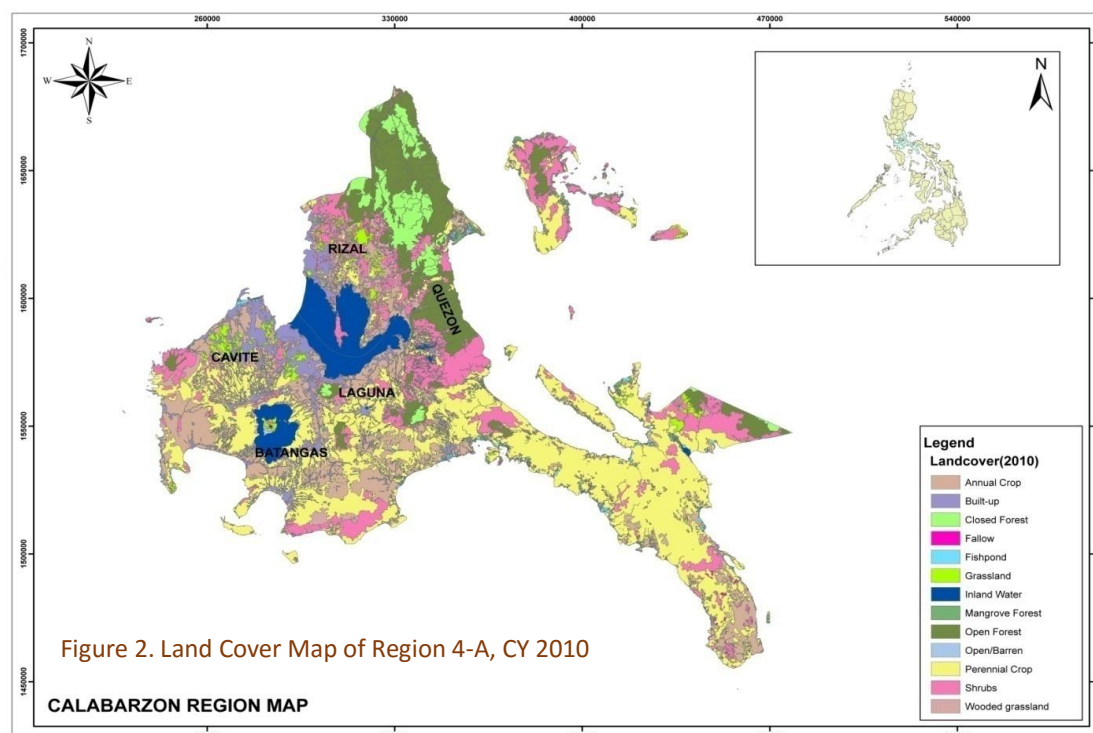 260000 330000 400000 470000 540000
1700000
1650000
1600000
1550000
1500000
1450000
N
W E
S
N
RIZAL
QUEZON
CAVITE
LAGUNA
BATANGAS
Legend
Landcover(2010)
Annual Crop
Built-up
Closed Forest
Fallow
Fishpond
Grassland
Inland Water
Mangrove Forest
Open Forest
Open/Barren
Perennial Crop
Shrubs
Wooded grassland
Figure 2. Land Cover Map of Region 4-A, CY 2010
CALABARZON REGION MAP